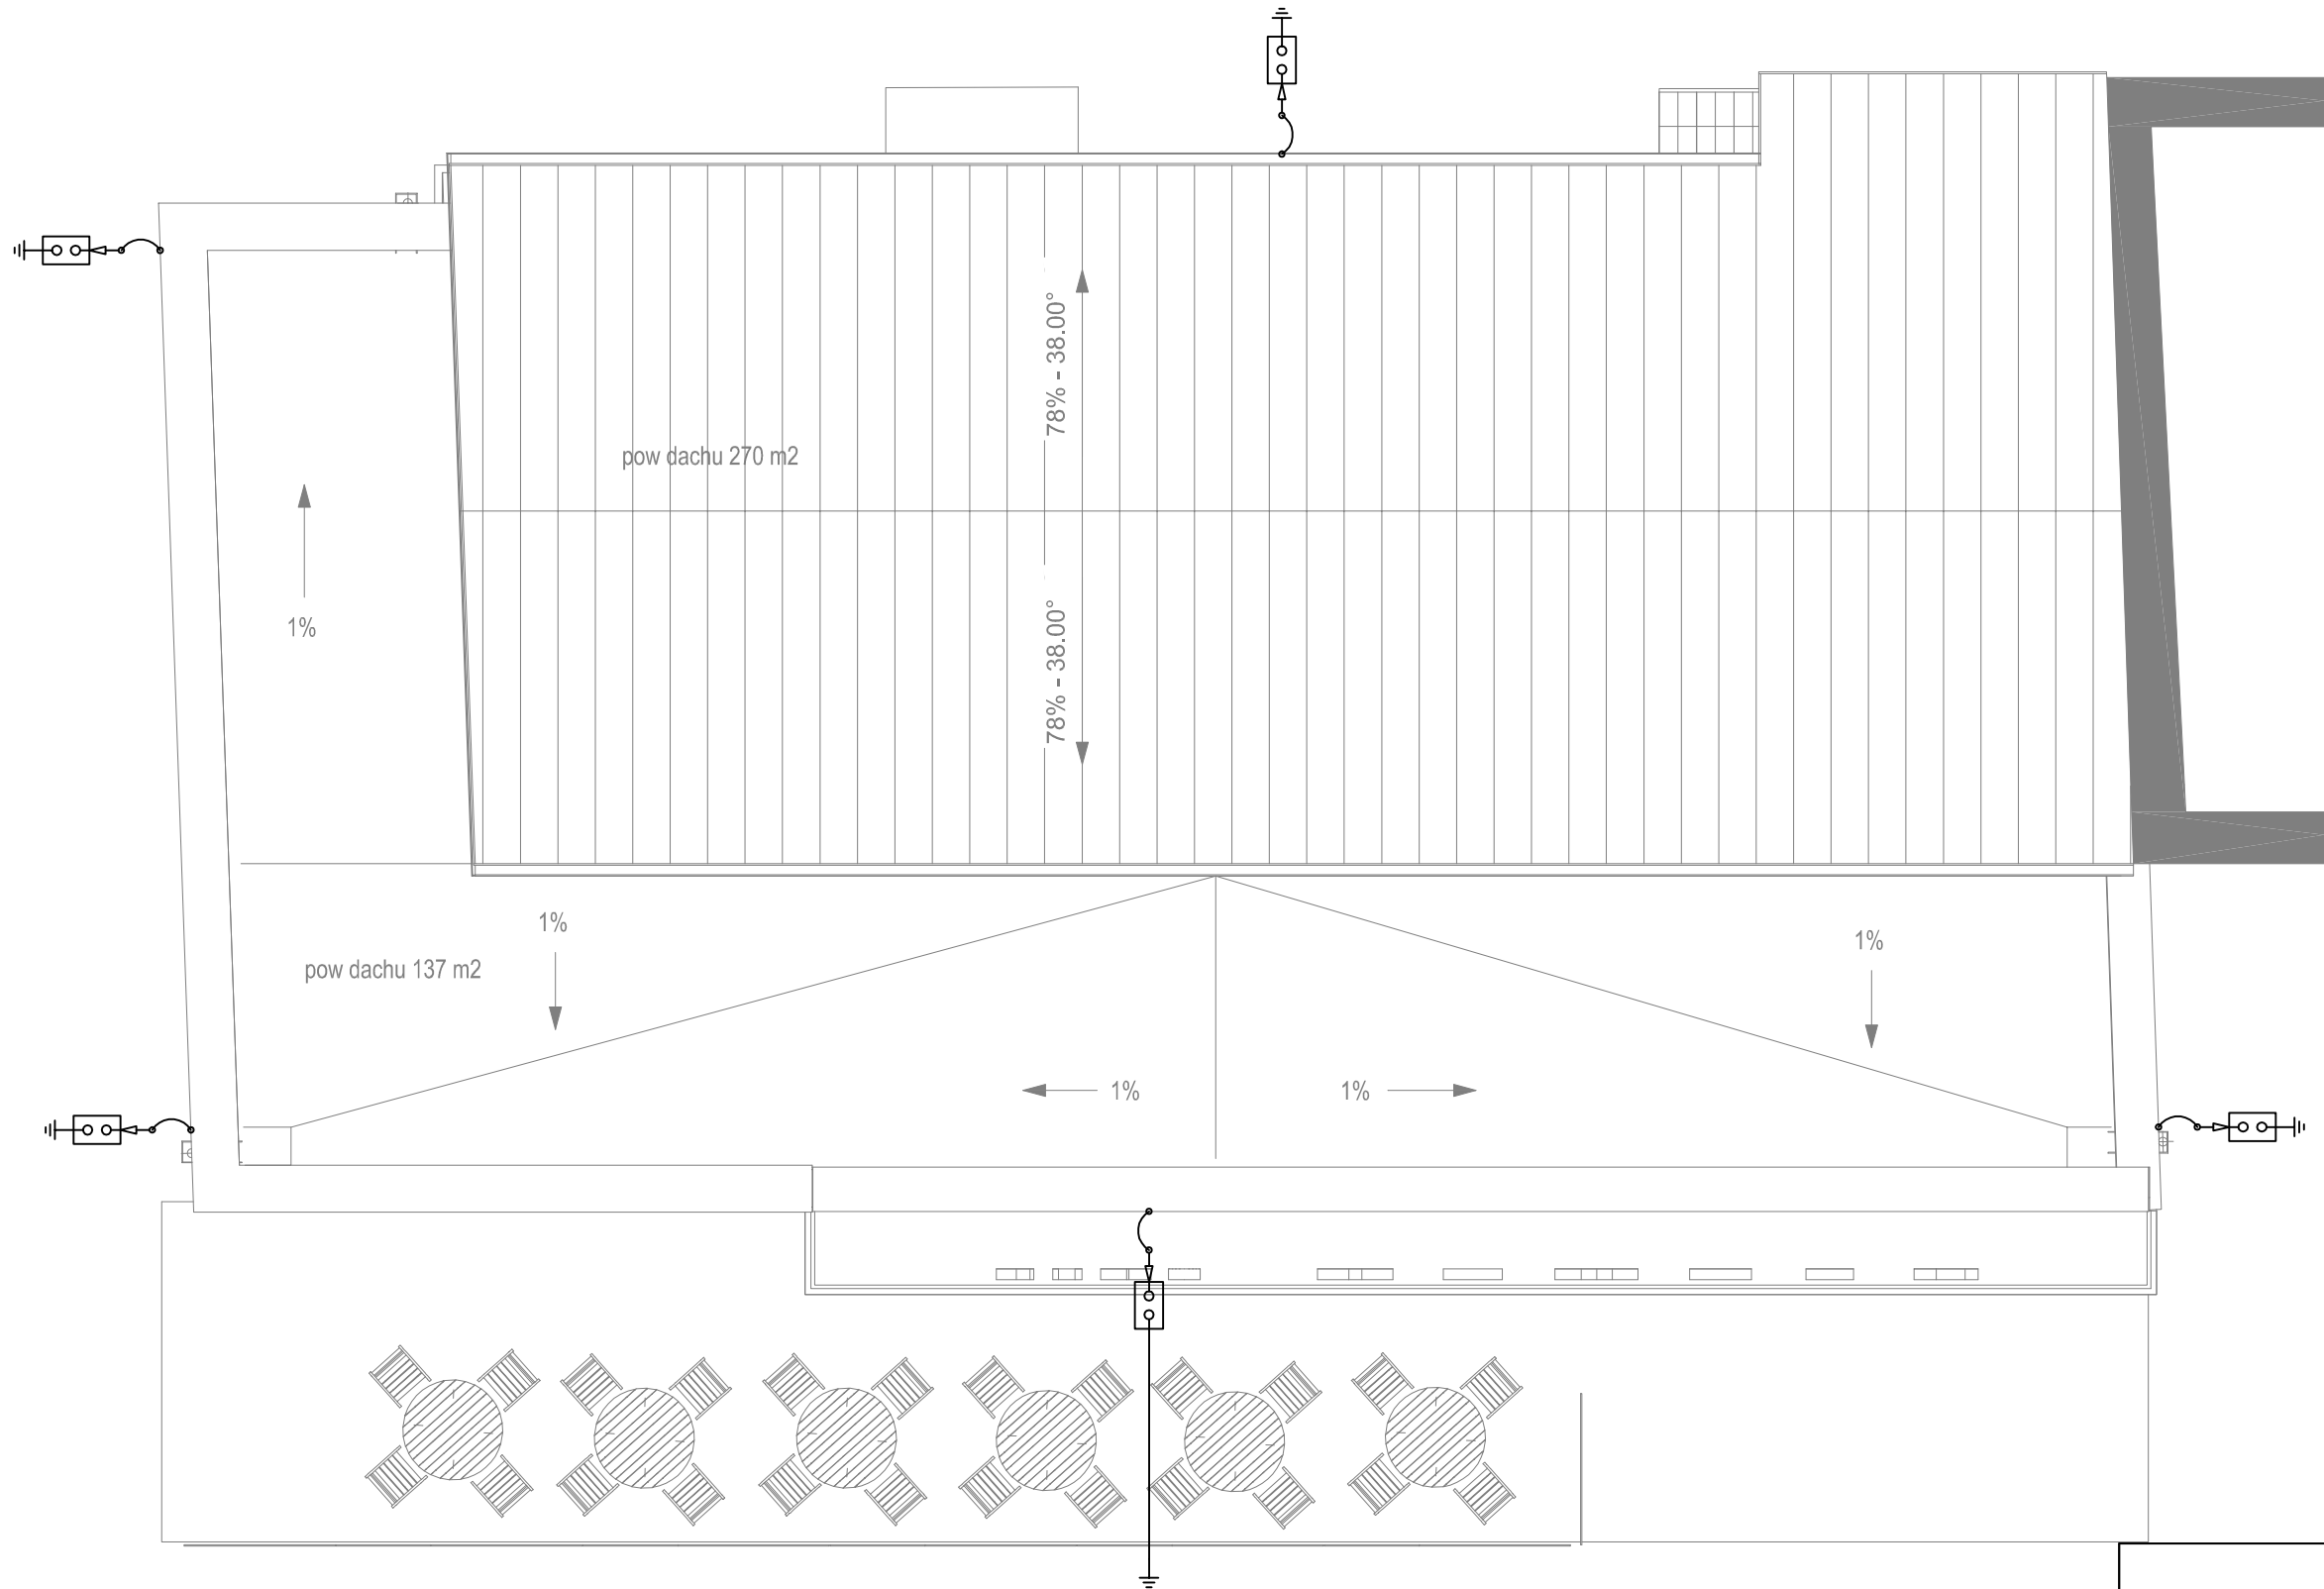 78% - 38.00°
pow dachu 270 m2
1%
78% - 38.00°
1%
1%
pow dachu 137 m2
1%
1%